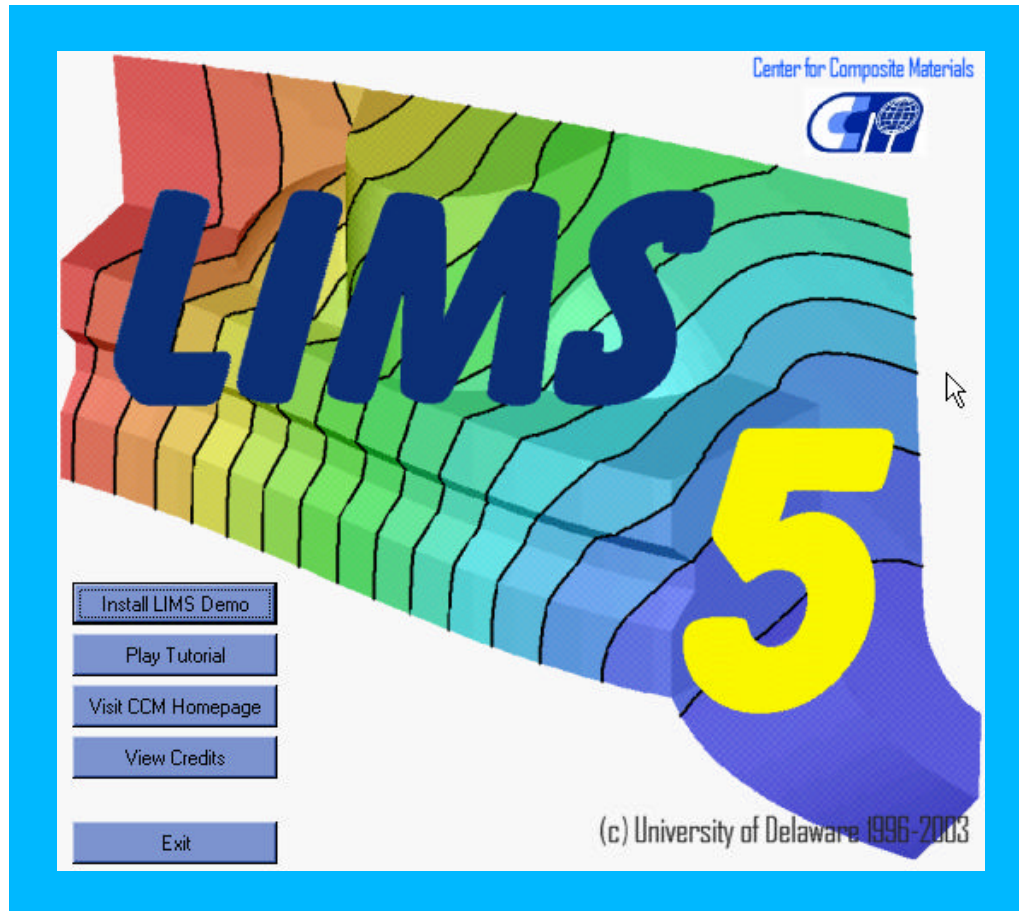 Center for Composite Materials
CCM
LIMS
5
Install LIMS Demo
Play Tutorial
Visit CCM Homepage
View Credits
Exit
(c) University of Delaware 1996-2003